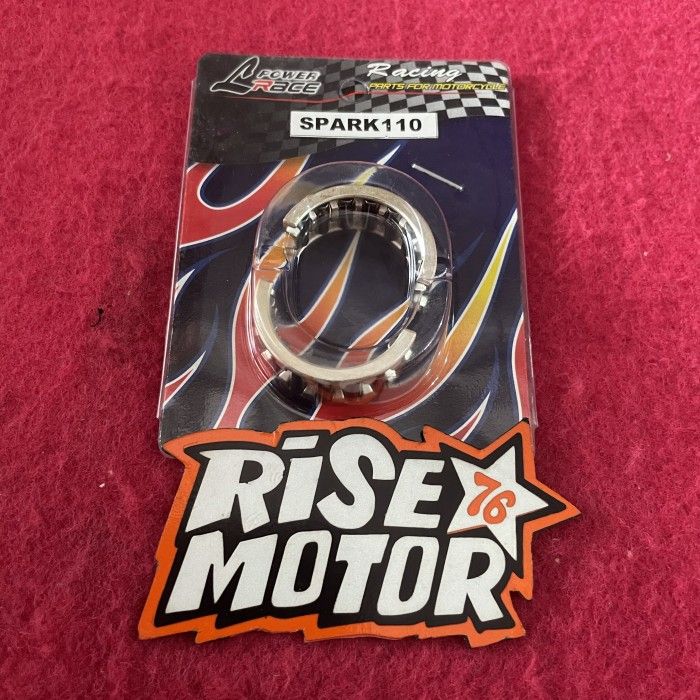 POWER
RACE
Racing
PARTS FOR MOTORCYCLE
SPARK110
RiSE
76
MOTOR